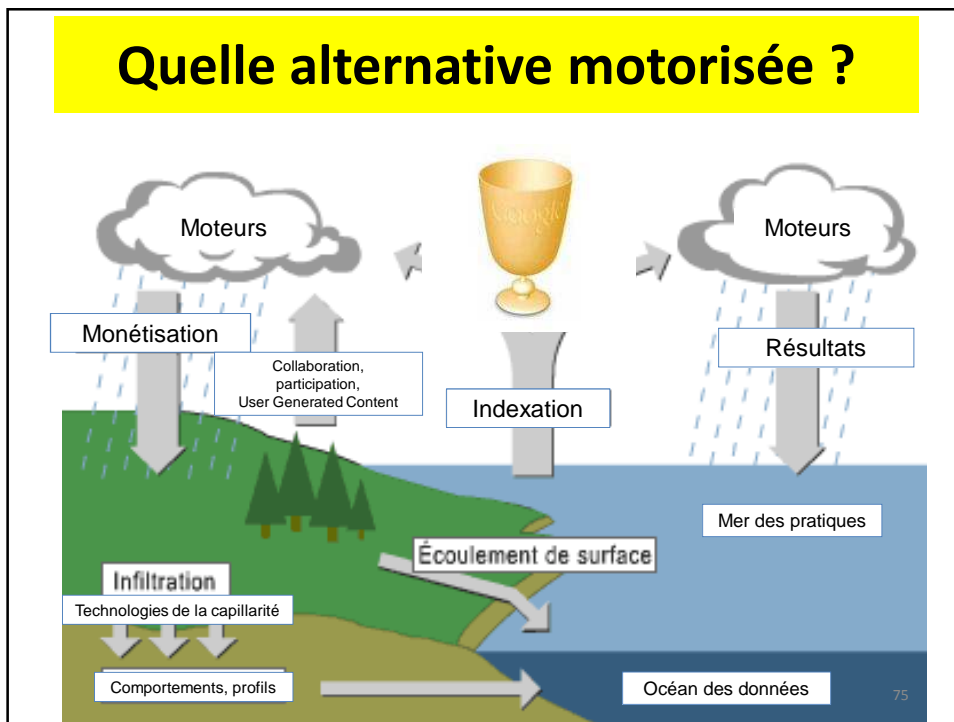 Quelle alternative motorisée ?
Moteurs
Google
Moteurs
Monétisation
Collaboration,
participation,
User Generated Content
Indexation
Résultats
Mer des pratiques
Écoulement de surface
Infiltration
Technologies de la capillarité
Comportements, profils
Océan des données
75